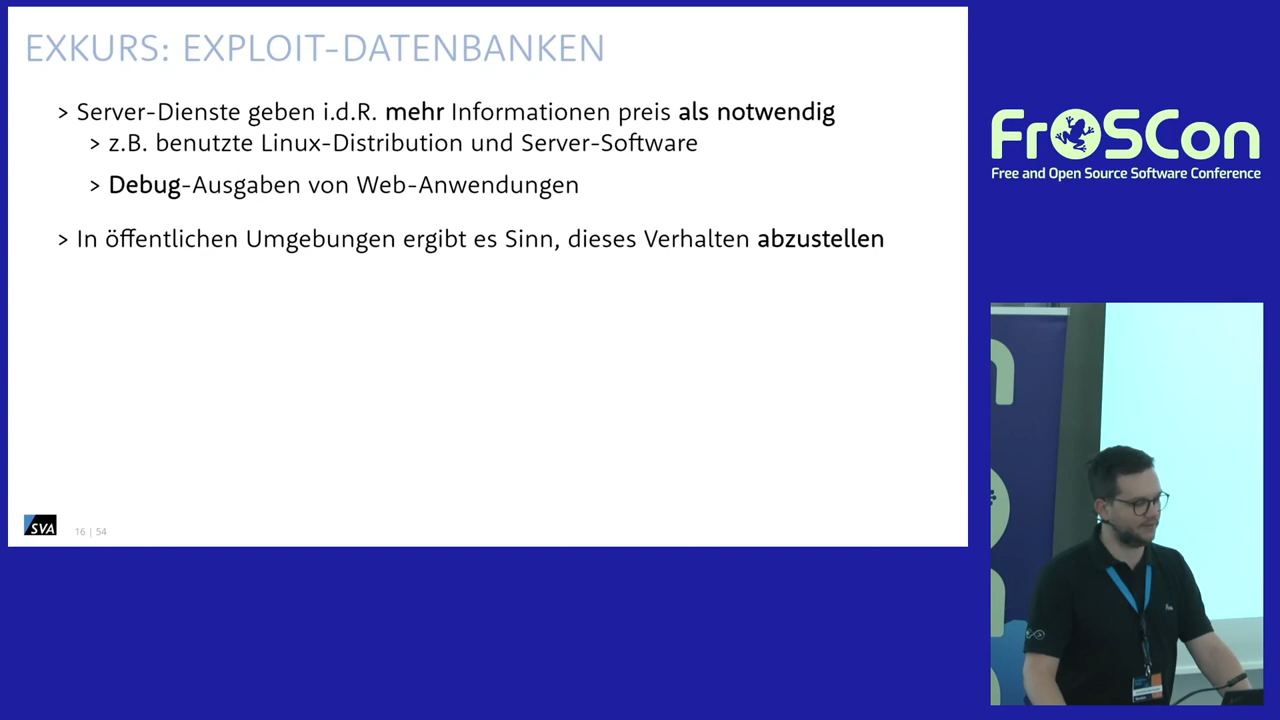 EXKURS: EXPLOIT-DATENBANKEN
> Server-Dienste geben i.d.R. mehr Informationen preis als notwendig
> z.B. benutzte Linux-Distribution und Server-Software
> Debug-Ausgaben von Web-Anwendungen
> In öffentlichen Umgebungen ergibt es Sinn, dieses Verhalten abzustellen
SVA
16 | 54
FrOSCon
Free and Open Source Software Conference